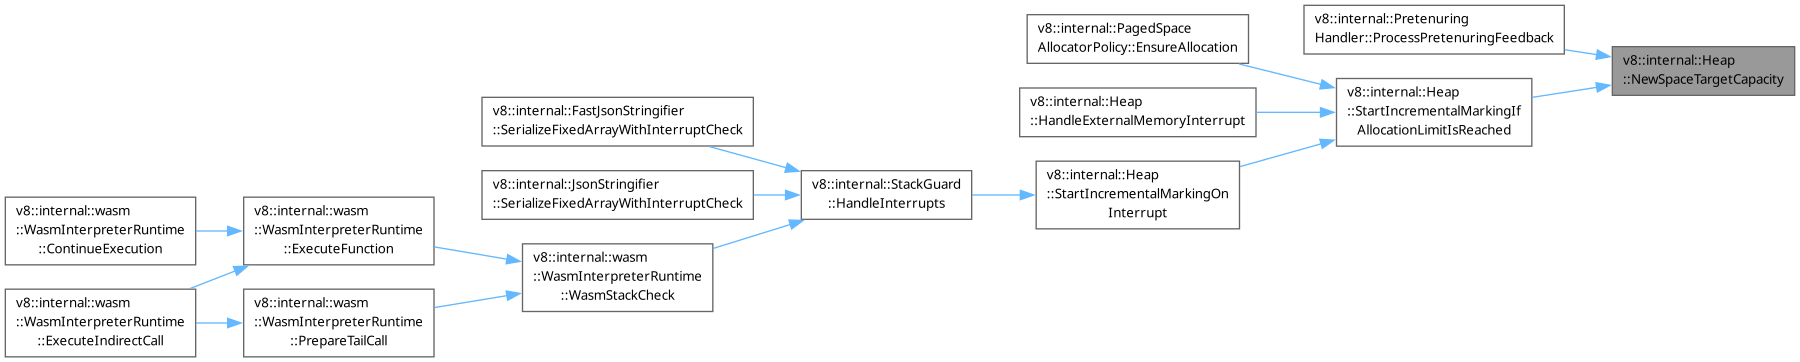 v8::internal::PagedSpace
AllocatorPolicy::EnsureAllocation
v8::internal::Pretenuring
Handler::ProcessPretenuringFeedback
v8::internal::Heap
::NewSpaceTargetCapacity
v8::internal::Heap
::HandleExternalMemoryInterrupt
v8::internal::Heap
::StartIncrementalMarkingIf
AllocationLimitIsReached
v8::internal::FastJsonStringifier
::SerializeFixedArrayWithInterruptCheck
v8::internal::JsonStringifier
::SerializeFixedArrayWithInterruptCheck
v8::internal::StackGuard
::HandleInterrupts
v8::internal::Heap
::StartIncrementalMarkingOn
Interrupt
v8::internal::wasm
::WasmInterpreterRuntime
::ContinueExecution
v8::internal::wasm
::WasmInterpreterRuntime
::ExecuteFunction
v8::internal::wasm
::WasmInterpreterRuntime
::WasmStackCheck
v8::internal::wasm
::WasmInterpreterRuntime
::ExecuteIndirectCall
v8::internal::wasm
::WasmInterpreterRuntime
::PrepareTailCall